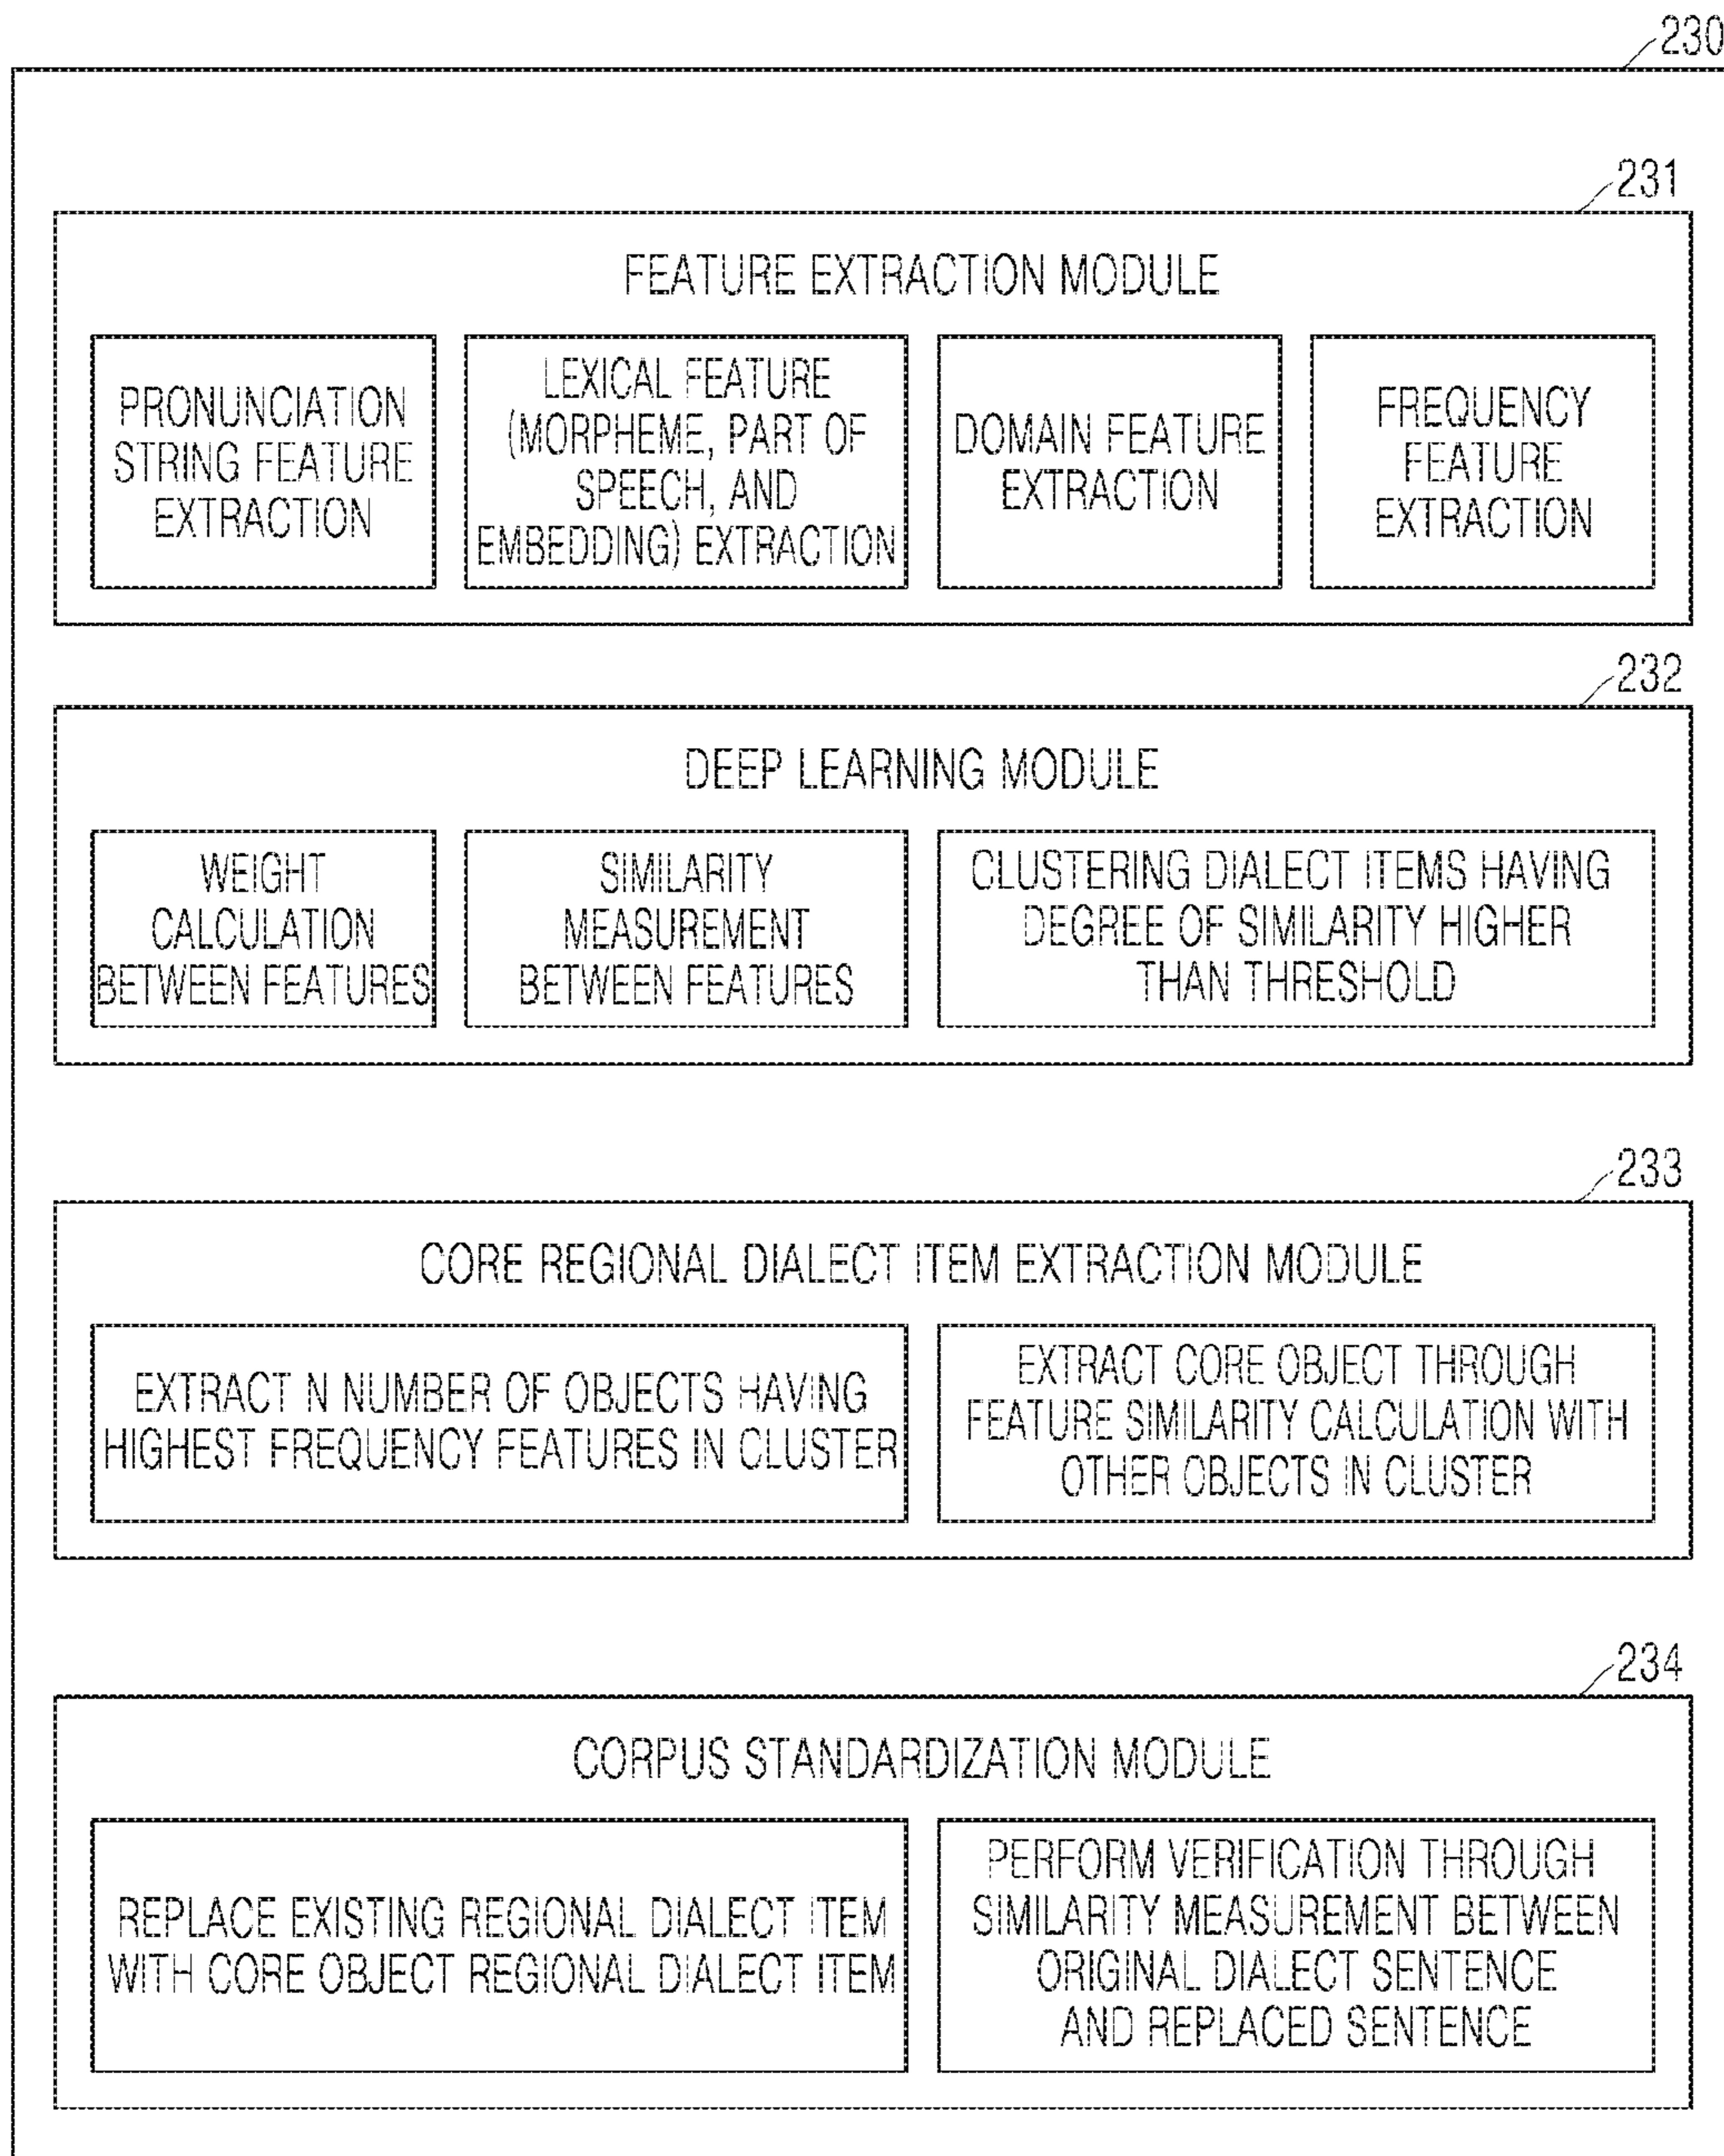 230
231
FEATURE EXTRACTION MODULE
PRONUNCIATION
STRING FEATURE
EXTRACTION
LEXICAL FEATURE
(MORPHEME, PART OF
SPEECH, AND
EMBEDDING) EXTRACTION
DOMAIN FEATURE
EXTRACTION
FREQUENCY
FEATURE
EXTRACTION
232
DEEP LEARNING MODULE
WEIGHT
CALCULATION
BETWEEN FEATURES
SIMILARITY
MEASUREMENT
BETWEEN FEATURES
CLUSTERING DIALECT ITEMS HAVING
DEGREE OF SIMILARITY HIGHER
THAN THRESHOLD
233
CORE REGIONAL DIALECT ITEM EXTRACTION MODULE
EXTRACT N NUMBER OF OBJECTS HAVING
HIGHEST FREQUENCY FEATURES IN CLUSTER
EXTRACT CORE OBJECT THROUGH
FEATURE SIMILARITY CALCULATION WITH
OTHER OBJECTS IN CLUSTER
234
CORPUS STANDARDIZATION MODULE
REPLACE EXISTING REGIONAL DIALECT ITEM
WITH CORE OBJECT REGIONAL DIALECT ITEM
PERFORM VERIFICATION THROUGH
SIMILARITY MEASUREMENT BETWEEN
ORIGINAL DIALECT SENTENCE
AND REPLACED SENTENCE